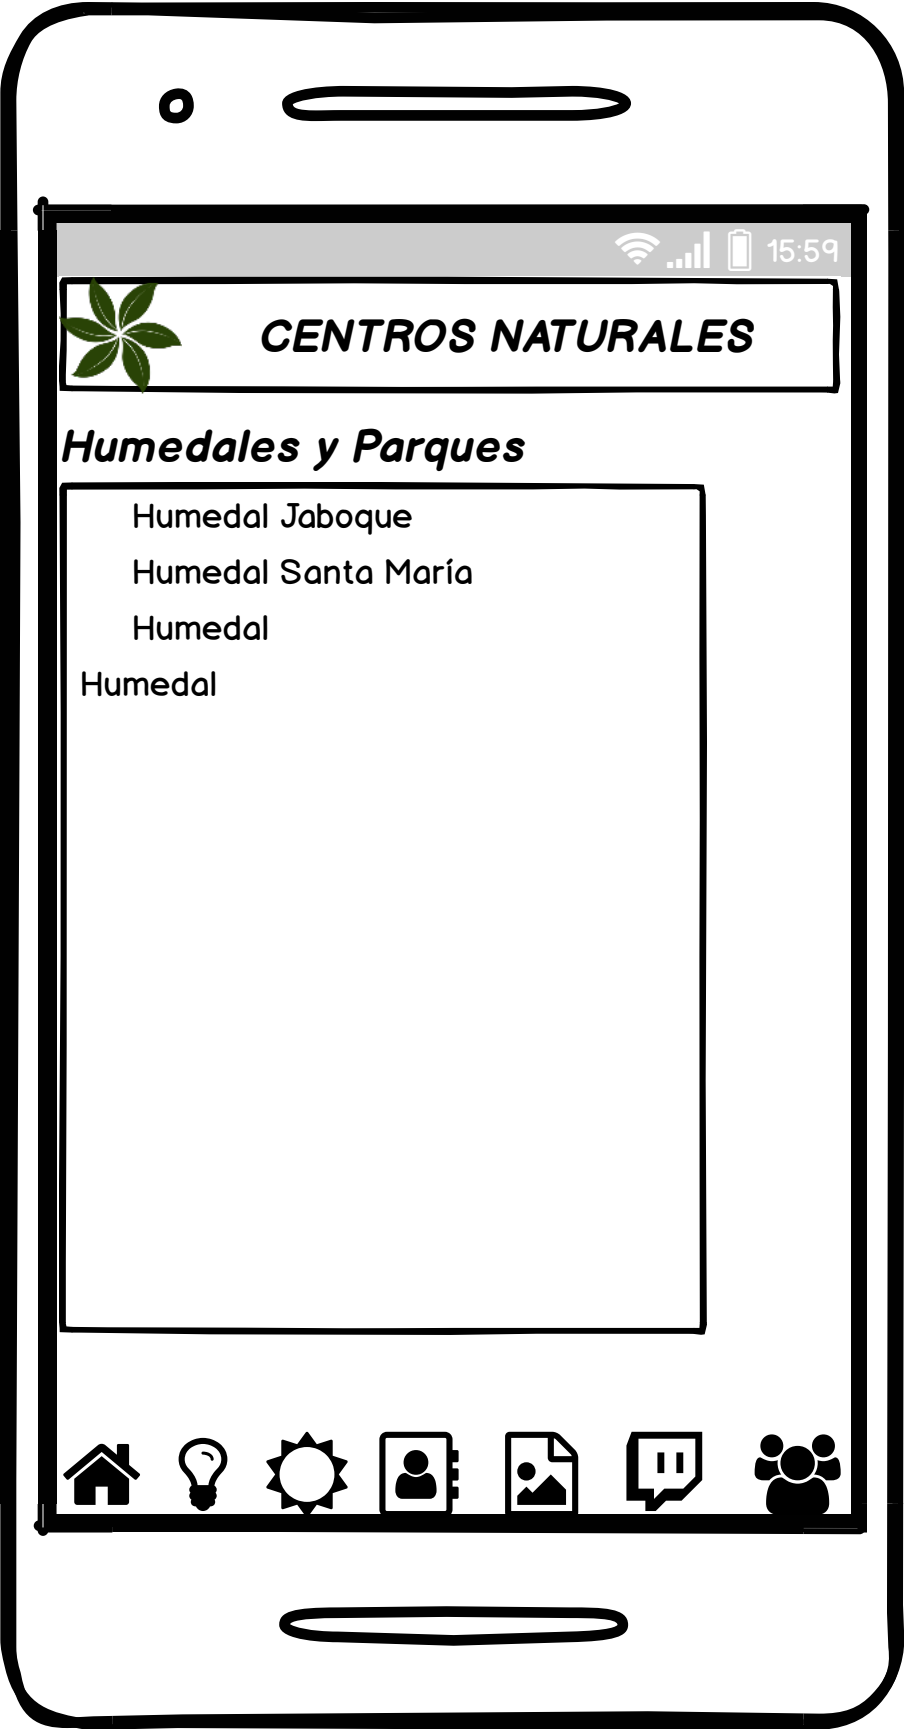 15:59
CENTROS NATURALES
Humedales y Parques
Humedal Jaboque
Humedal Santa María
Humedal
Humedal